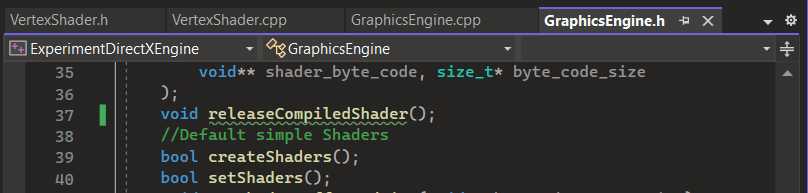 VertexShader.h VertexShader.cpp GraphicsEngine.cpp GraphicsEngine.h
ExperimentDirectXEngine GraphicsEngine
35 void** shader_byte_code, size_t* byte_code_size
36 );
37 void releaseCompiledShader();
38 //Default simple Shaders
39 bool createShaders();
40 bool setShaders();